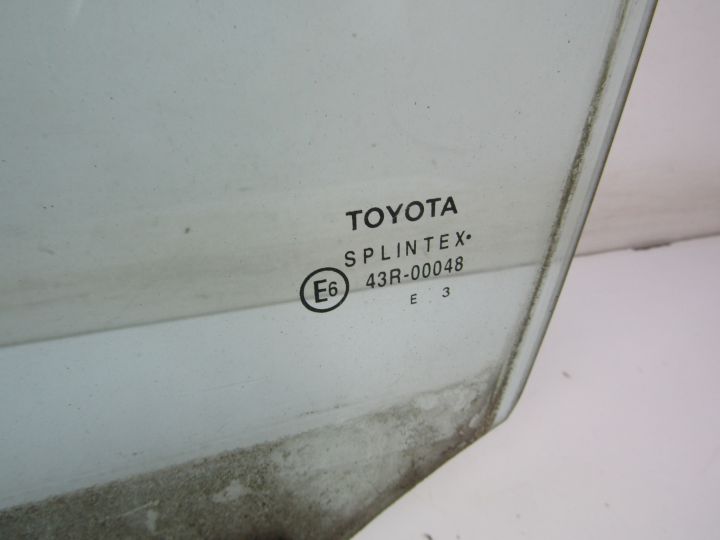 TOYOTA
SPLINTEX•
E6 43R-00048
E . 3